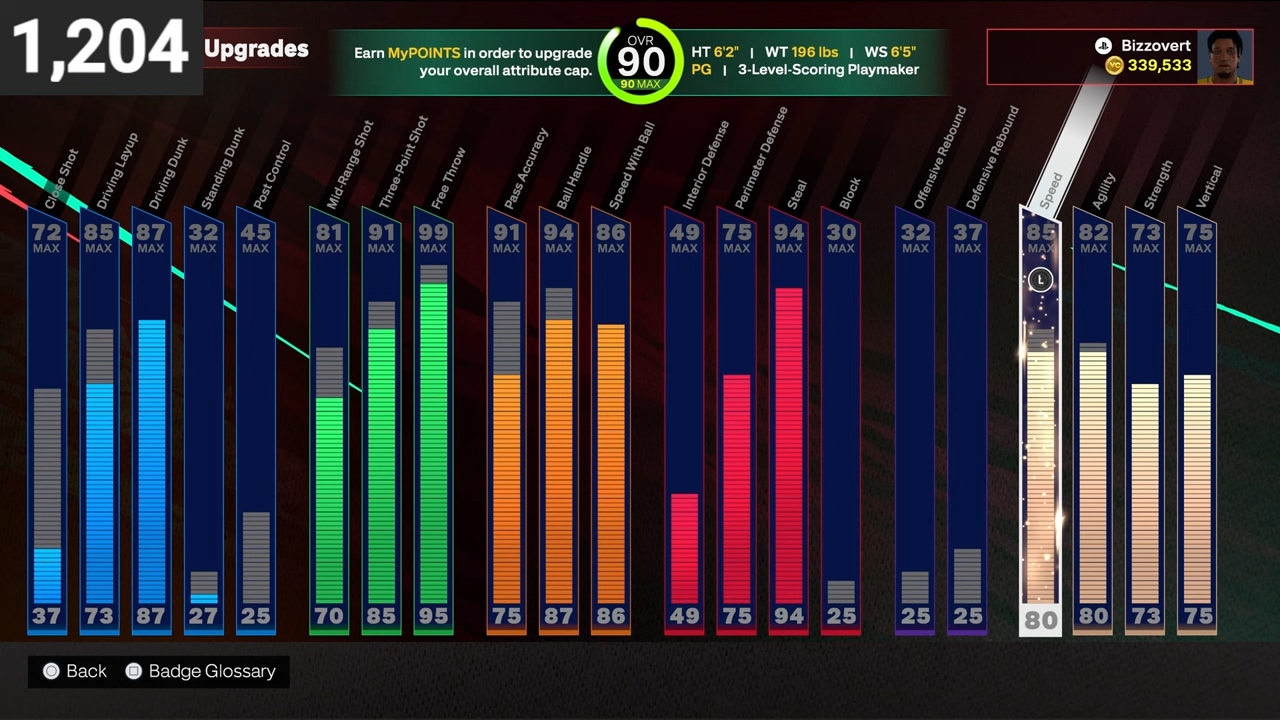 1,204
Upgrades
Earn MyPOINTS in order to upgrade
your overall attribute cap.
OVR
90
90 MAX
HT 6'2" | WT 196 lbs | WS 6'5"
PG | 3-Level-Scoring Playmaker
Bizzovert
VC 339,533
Close Shot
Driving Layup
Driving Dunk
Standing Dunk
Post Control
Mid-Range Shot
Three-Point Shot
Free Throw
Pass Accuracy
Ball Handle
Speed With Ball
Interior Defense
Perimeter Defense
Steal
Block
Offensive Rebound
Defensive Rebound
Speed
Agility
Strength
Vertical
72 85 87 32 45 81 91 99 91 94 86 49 75 94 30 32 37 85 82 73 75
MAX MAX MAX MAX MAX MAX MAX MAX MAX MAX MAX MAX MAX MAX MAX MAX MAX MAX MAX MAX MAX
L
37 73 87 27 25 70 85 95 75 87 86 49 75 94 25 25 25 80 80 73 75
Back Badge Glossary